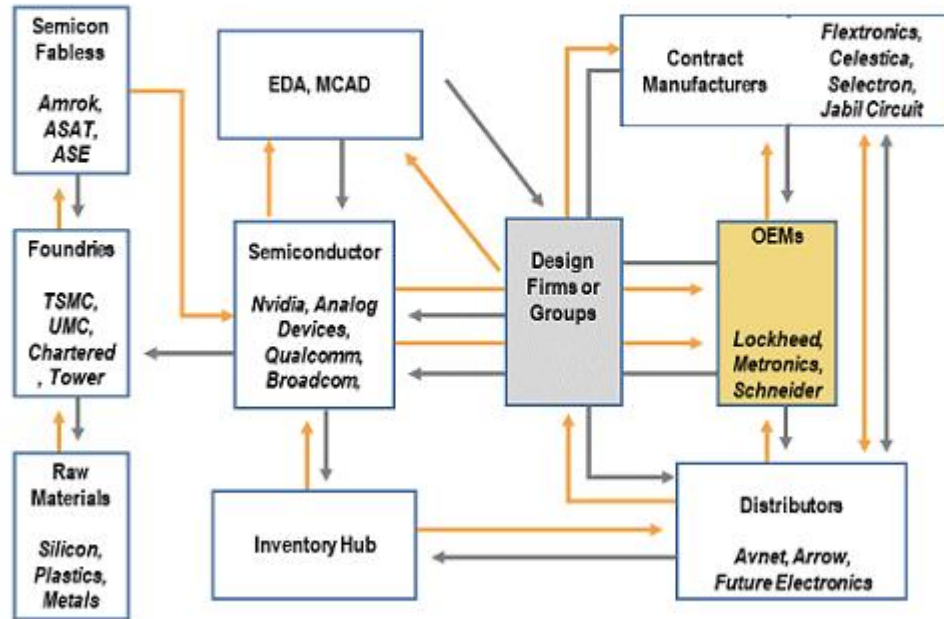 Semicon
Fabless
Amrok,
ASAT,
ASE
EDA, MCAD
Contract
Manufacturers
Flextronics,
Celestica,
Selectron,
Jabil Circuit
Foundries
TSMC,
UMC,
Chartered
, Tower
Semiconductor
Nvidia, Analog
Devices,
Qualcomm,
Broadcom,
Design
Firms or
Groups
OEMs
Lockheed,
Metronics,
Schneider
Raw
Materials
Silicon,
Plastics,
Metals
Inventory Hub
Distributors
Avnet, Arrow,
Future Electronics